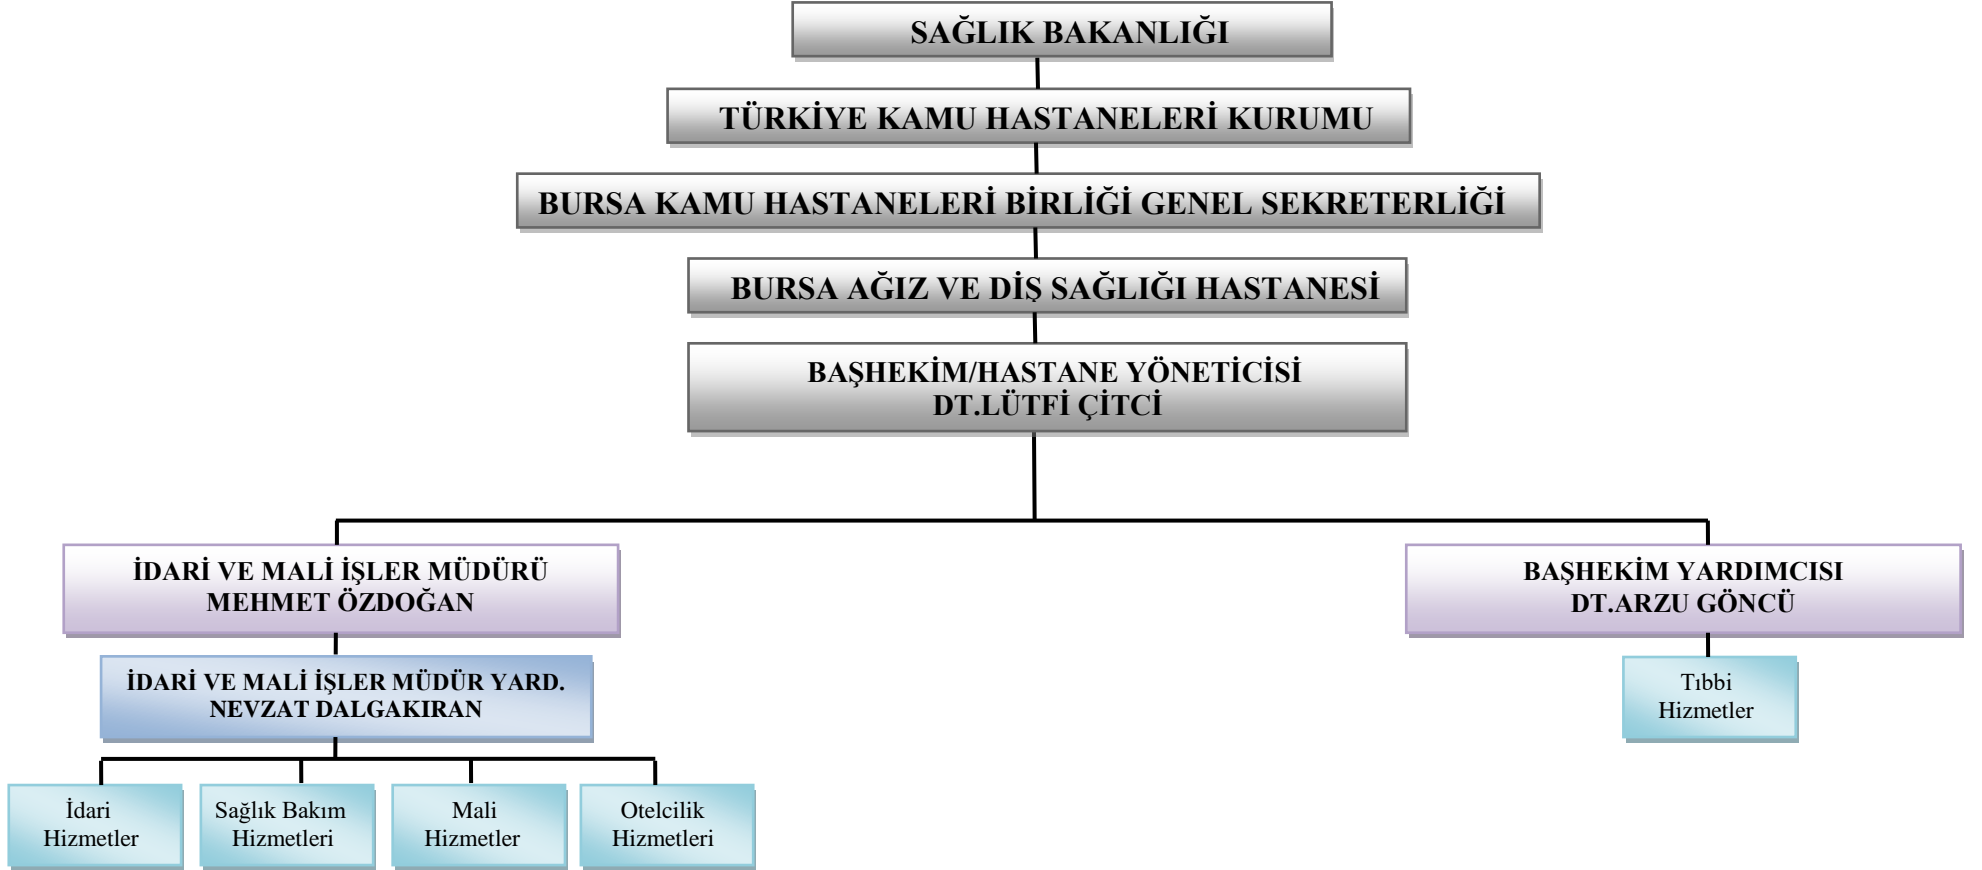 SAĞLIK BAKANLIĞI
TÜRKİYE KAMU HASTANELERİ KURUMU
BURSA KAMU HASTANELERİ BİRLİĞİ GENEL SEKRETERLİĞİ
BURSA AĞIZ VE DİŞ SAĞLIĞI HASTANESİ
BAŞHEKİM/HASTANE YÖNETİCİSİ
DT.LÜTFİ ÇİTCİ
İDARİ VE MALİ İŞLER MÜDÜRÜ
MEHMET ÖZDOĞAN
BAŞHEKİM YARDIMCISI
DT.ARZU GÖNCÜ
İDARİ VE MALİ İŞLER MÜDÜR YARD.
NEVZAT DALGAKIRAN
Tıbbi
Hizmetler
İdari
Hizmetler
Sağlık Bakım
Hizmetleri
Mali
Hizmetler
Otelcilik
Hizmetleri